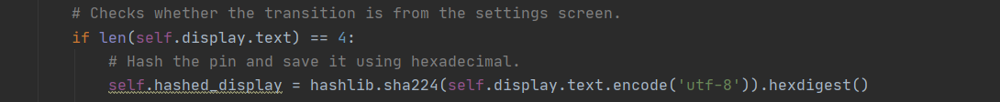 # Checks whether the transition is from the settings screen.
if len(self.display.text) == 4:
# Hash the pin and save it using hexadecimal.
self.hashed_display = hashlib.sha224(self.display.text.encode('utf-8')).hexdigest()